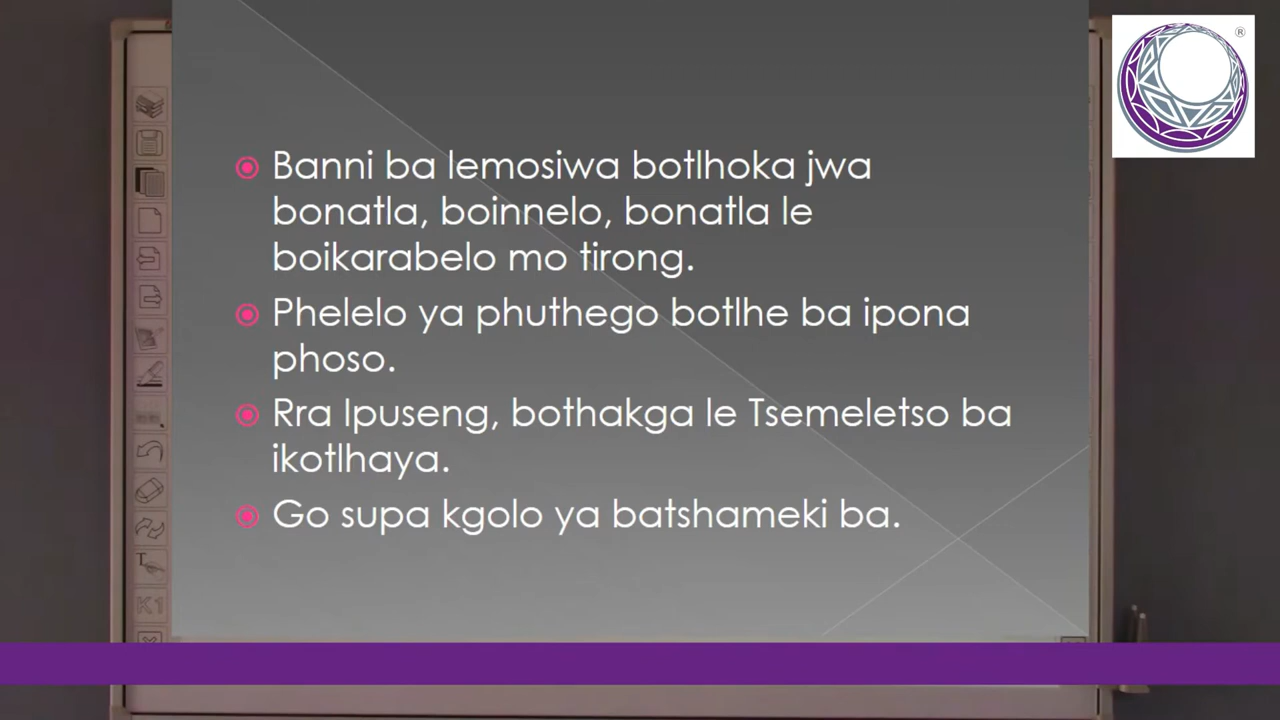 Banni ba lemosiwa botlhoka jwa
bonatla, boinnelo, bonatla le
boikarabelo mo tirong.
Phelelo ya phuthego botlhe ba ipona
phoso.
Rra Ipuseng, bothakga le Tsemeletso ba
ikotlhaya.
Go supa kgolo ya batshameki ba.
®
T
K1